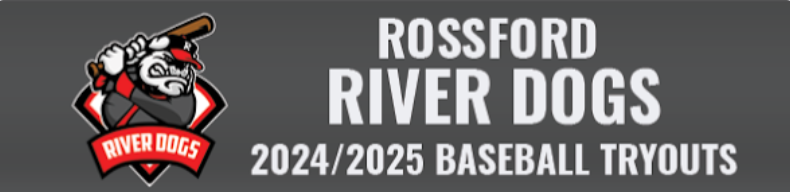 ROSSFORD
RIVER DOGS
2024/2025 BASEBALL TRYOUTS
R
RIVER DOGS